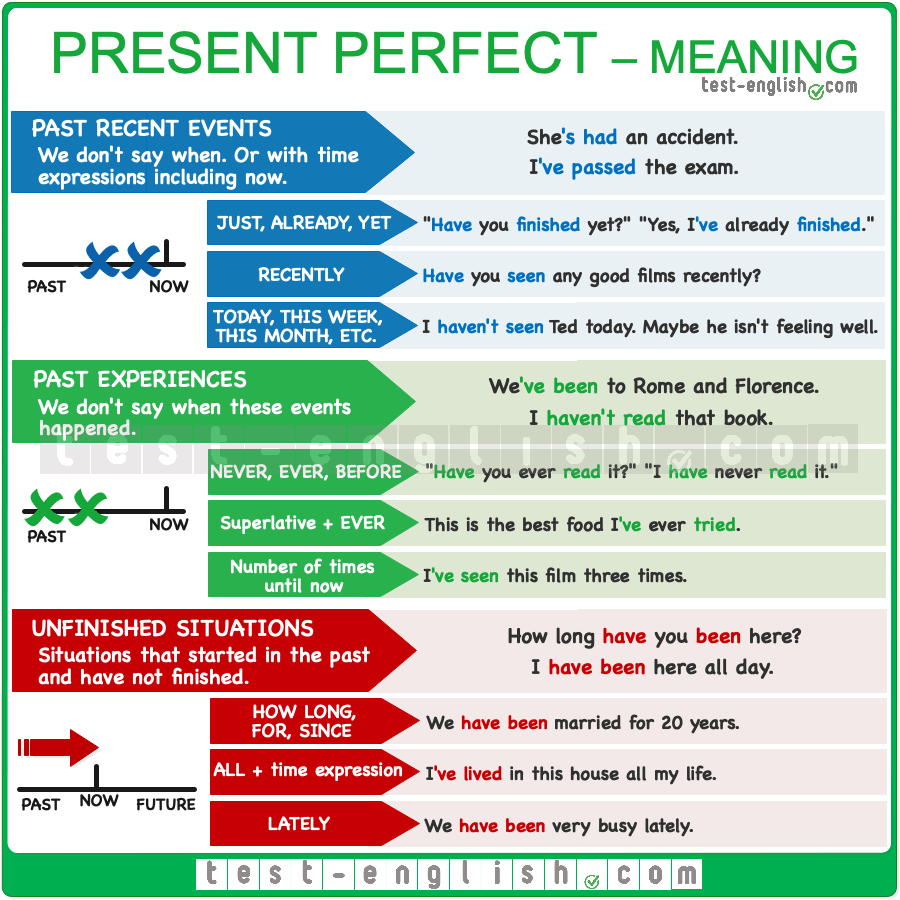 PRESENT PERFECT – MEANING
test-english.com
PAST RECENT EVENTS
We don't say when. Or with time
expressions including now.
She's had an accident.
I've passed the exam.
JUST, ALREADY, YET
"Have you finished yet?" "Yes, I've already finished."
PAST
NOW
RECENTLY
Have you seen any good films recently?
TODAY, THIS WEEK,
THIS MONTH, ETC.
I haven't seen Ted today. Maybe he isn't feeling well.
PAST EXPERIENCES
We don't say when these events
happened.
We've been to Rome and Florence.
I haven't read that book.
test-english.com
NEVER, EVER, BEFORE
"Have you ever read it?" "I have never read it."
PAST
NOW
Superlative + EVER
This is the best food I've ever tried.
Number of times
until now
I've seen this film three times.
UNFINISHED SITUATIONS
Situations that started in the past
and have not finished.
How long have you been here?
I have been here all day.
HOW LONG,
FOR, SINCE
We have been married for 20 years.
PAST
NOW
FUTURE
ALL + time expression
I've lived in this house all my life.
LATELY
We have been very busy lately.
test-english.com